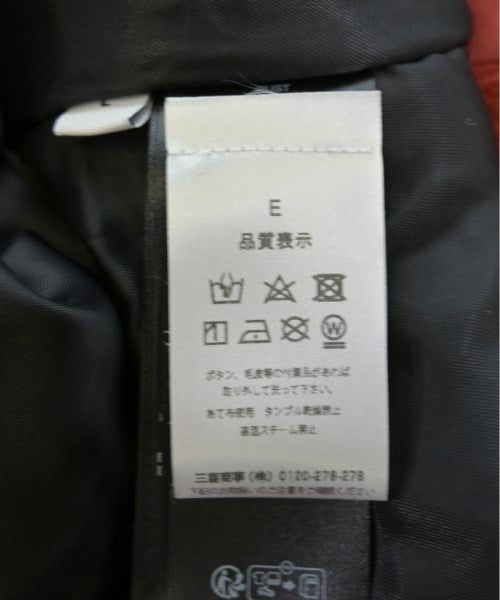 L
E
品質表示
W
ボタン、毛皮等の付属品があれば
取り外して洗って下さい。
あて布使用 タンブル乾燥禁止
高温スチーム禁止
三喜商事(株) 0120-278-278